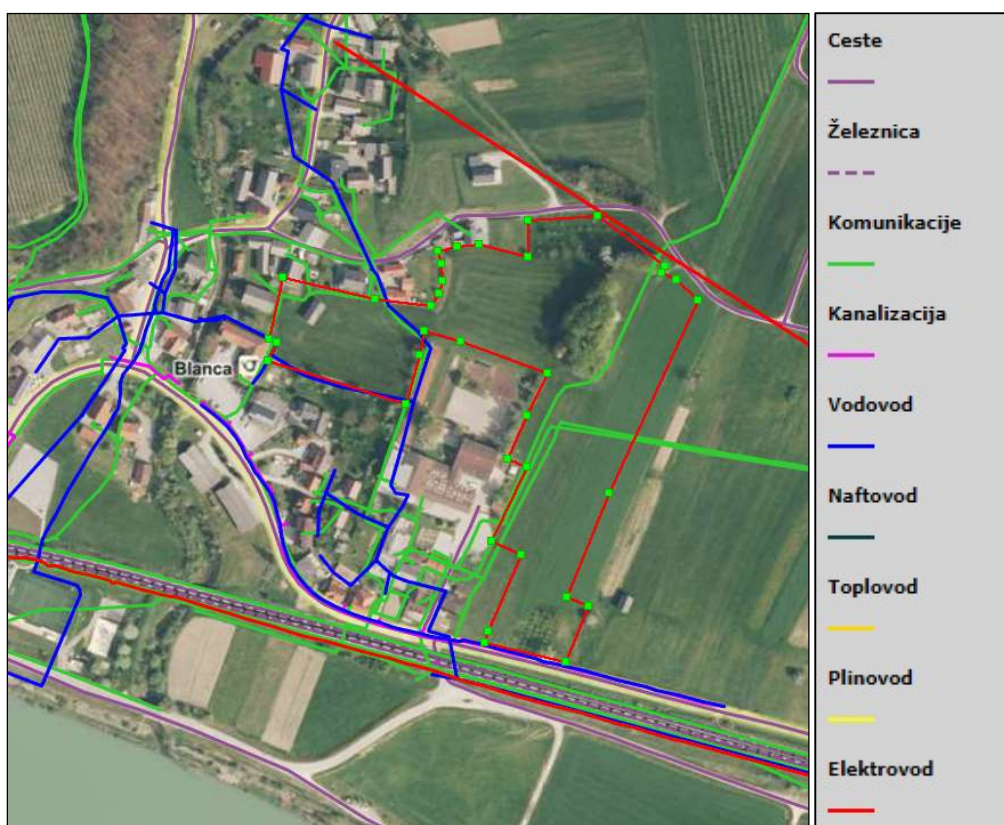 Blanca
Ceste
Železnica
Komunikacije
Kanalizacija
Vodovod
Naftovod
Toplovod
Plinovod
Elektrovod